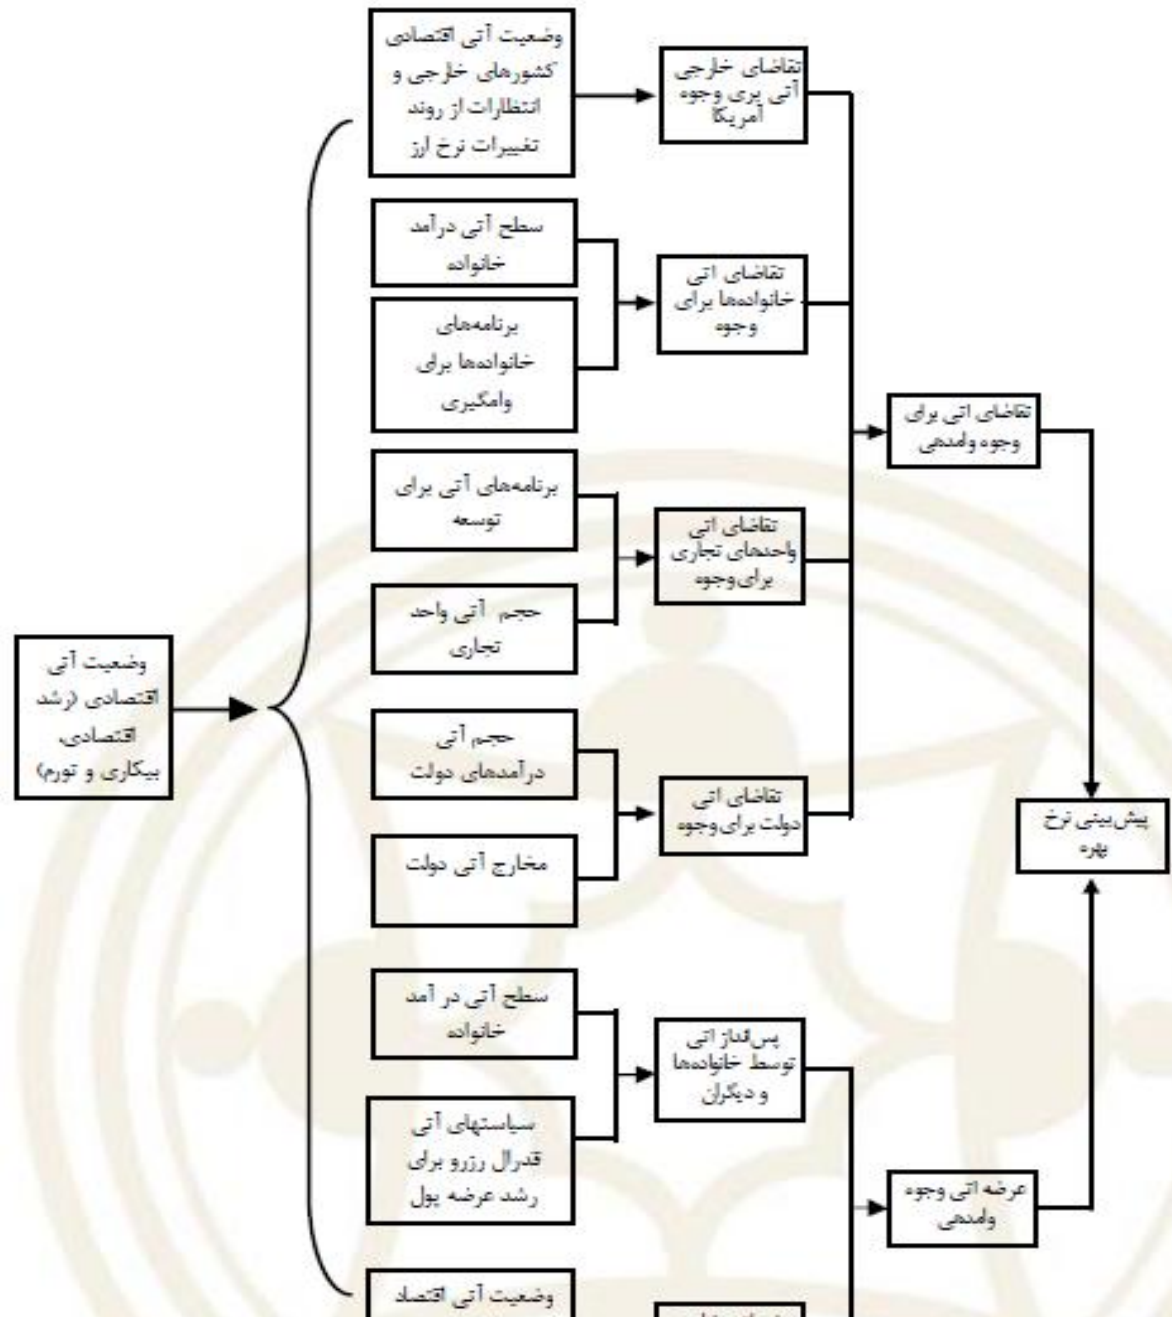 وضعیت آتی اقتصادی
کشورهای خارجی و
انتظارات از روند
تغییرات نرخ ارز
تقاضای خارجی
آتی بری وجوه
آمریکا
سطح آتی درآمد
خانواده
برنامه‌های
خانواده‌ها برای
وامگیری
تقاضای اتی
خانواده‌ها برای
وجوه
برنامه‌های آتی برای
توسعه
حجم آتی واحد
تجاری
تقاضای اتی
واحدهای تجاری
برای وجوه
حجم آتی
درآمدهای دولت
مخارج آتی دولت
تقاضای اتی
دولت برای وجوه
تقاضای اتی برای
وجوه وامدهی
وضعیت آتی
اقتصادی (رشد
اقتصادی،
بیکاری و تورم)
پیش‌بینی نرخ
بهره
سطح آتی در آمد
خانواده
سیاستهای آتی
فدرال رزرو برای
رشد عرضه پول
پس‌انداز اتی
توسط خانواده‌ها
و دیگران
عرضه اتی وجوه
وامدهی
وضعیت آتی اقتصاد